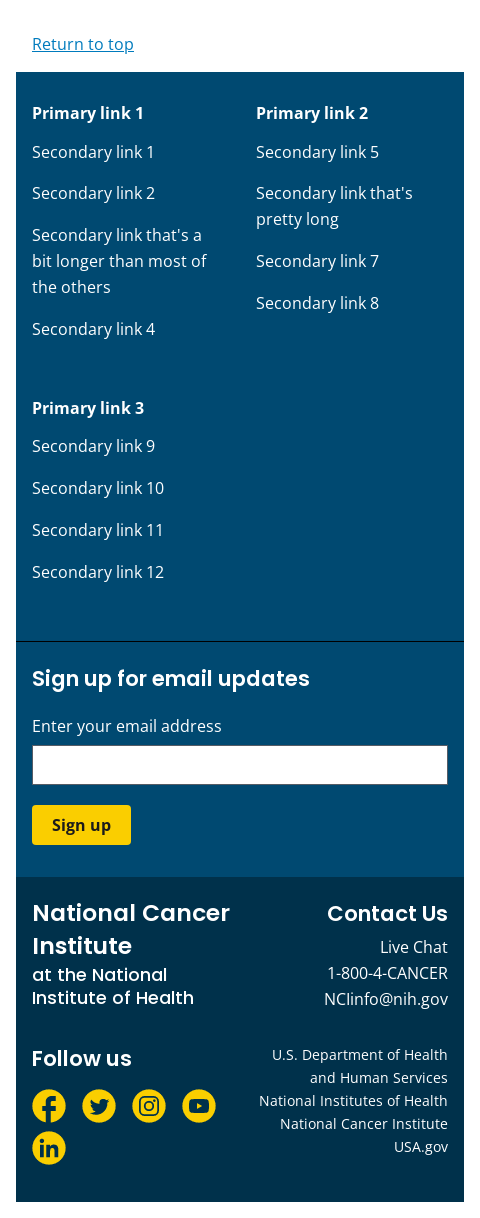 Return to top
Primary link 1
Secondary link 1
Secondary link 2
Secondary link that's a
bit longer than most of
the others
Secondary link 4
Primary link 2
Secondary link 5
Secondary link that's
pretty long
Secondary link 7
Secondary link 8
Primary link 3
Secondary link 9
Secondary link 10
Secondary link 11
Secondary link 12
Sign up for email updates
Enter your email address
Sign up
National Cancer
Institute
at the National
Institute of Health
Contact Us
Live Chat
1-800-4-CANCER
NCIinfo@nih.gov
Follow us
U.S. Department of Health
and Human Services
National Institutes of Health
National Cancer Institute
USA.gov